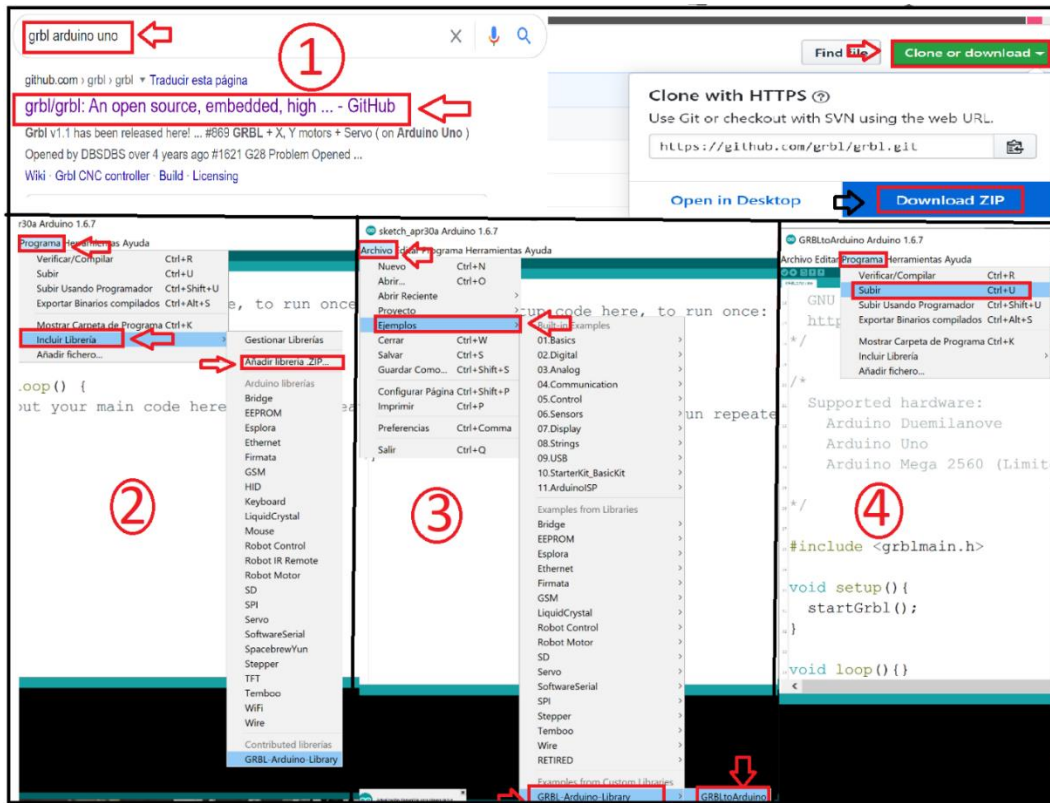 grbl arduino uno
1
github.com › grbl › grbl ▾ Traducir esta página
grbl/grbl: An open source, embedded, high ... - GitHub
Grbl v1.1 has been released here! ... #869 GRBL + X, Y motors + Servo ( on Arduino Uno )
Opened by DBSDBS over 4 years ago #1621 G28 Problem Opened ...
Wiki · Grbl CNC controller · Build · Licensing
Find file
Clone or download
Clone with HTTPS
Use Git or checkout with SVN using the web URL.
https://github.com/grbl/grbl.git
Open in Desktop
Download ZIP
r30a Arduino 1.6.7
Programa Herramientas Ayuda
Verificar/Compilar Ctrl+R
Subir Ctrl+U
Subir Usando Programador Ctrl+Shift+U
Exportar Binarios compilados Ctrl+Alt+S
Mostrar Carpeta de Programa Ctrl+K
Incluir Librería
Añadir fichero...
e, to run once
loop() {
out your main code here
Gestionar Librerías
Añadir librería .ZIP...
Arduino librerías
Bridge
EEPROM
Esplora
Ethernet
Firmata
GSM
HID
Keyboard
LiquidCrystal
Mouse
Robot Control
Robot IR Remote
Robot Motor
SD
SPI
Servo
SoftwareSerial
SpacebrewYun
Stepper
TFT
Temboo
WiFi
Wire
Contributed librerías
GRBL-Arduino-Library
2
sketch_apr30a Arduino 1.6.7
Archivo Editar Programa Herramientas Ayuda
Nuevo Ctrl+N
Abrir... Ctrl+O
Abrir Reciente
Proyecto
Ejemplos
Cerrar Ctrl+W
Salvar Ctrl+S
Guardar Como... Ctrl+Shift+S
Configurar Página Ctrl+Shift+P
Imprimir Ctrl+P
Preferencias Ctrl+Comma
Salir Ctrl+Q
code here, to run once:
un repeate
Built-in Examples
01.Basics
02.Digital
03.Analog
04.Communication
05.Control
06.Sensors
07.Display
08.Strings
09.USB
10.StarterKit_BasicKit
11.ArduinoISP
Examples from Libraries
Bridge
EEPROM
Esplora
Ethernet
Firmata
GSM
LiquidCrystal
Robot Control
Robot Motor
SD
Servo
SoftwareSerial
SPI
Stepper
Temboo
Wire
RETIRED
Examples from Custom Libraries
GRBL-Arduino-Library
GRBLtoArduino
3
GRBLtoArduino Arduino 1.6.7
Archivo Editar Programa Herramientas Ayuda
Verificar/Compilar Ctrl+R
Subir Ctrl+U
Subir Usando Programador Ctrl+Shift+U
Exportar Binarios compilados Ctrl+Alt+S
Mostrar Carpeta de Programa Ctrl+K
Incluir Librería
Añadir fichero...
GNU
http
*/
/*
Supported hardware:
Arduino Duemilanove
Arduino Uno
Arduino Mega 2560 (Limit
*/
4
#include <grblmain.h>
void setup(){
startGrbl();
}
void loop(){}